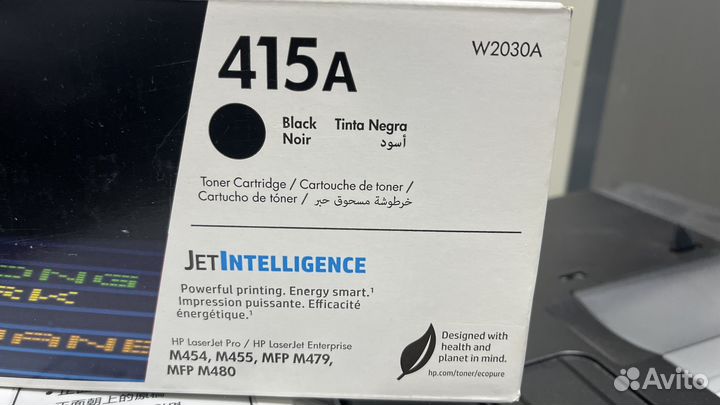 415A
W2030A
Black Tinta Negra
Noir أسود
Toner Cartridge / Cartouche de toner /
Cartucho de tóner / خرطوشة مسحوق حبر
JETINTELLIGENCE
Powerful printing. Energy smart.¹
Impression puissante. Efficacité
énergétique.¹
HP LaserJet Pro / HP LaserJet Enterprise
M454, M455, MFP M479,
MFP M480
Designed with
health and
planet in mind.
hp.com/toner/ecopure
Avito